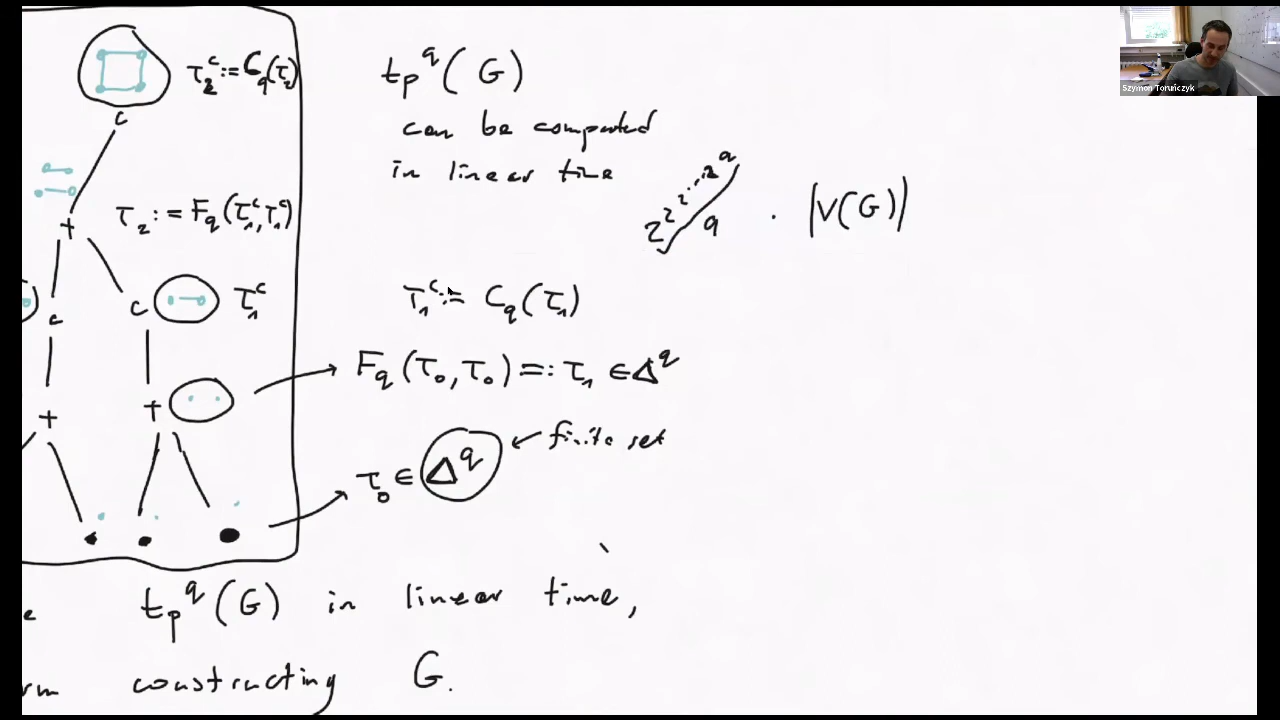 τ₂ᶜ := C_q(τ₂)
c
+
τ₂ := F_q(τ₁ᶜ, τ₁ᶜ)
c
c
τ₁ᶜ
+
+
tp^q(G)
can be computed
in linear time
2^2^2^⋰^2^q
q
· |V(G)|
τ₁ᶜ := C_q(τ₁)
F_q(τ₀, τ₀) =: τ₁ ∈ Δ^q
τ₀ ∈ Δ^q ← finite set
tp^q(G) in linear time,
constructing G.
Szymon Toruńczyk